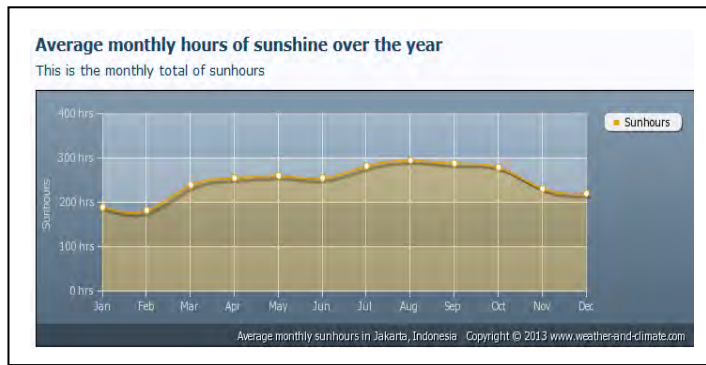 Average monthly hours of sunshine over the year
This is the monthly total of sunhours
400 hrs
300 hrs
200 hrs
100 hrs
0 hrs
Sunhours
Sunhours
Jan Feb Mar Apr May Jun Jul Aug Sep Oct Nov Dec
Average monthly sunhours in Jakarta, Indonesia Copyright © 2013 www.weather-and-climate.com